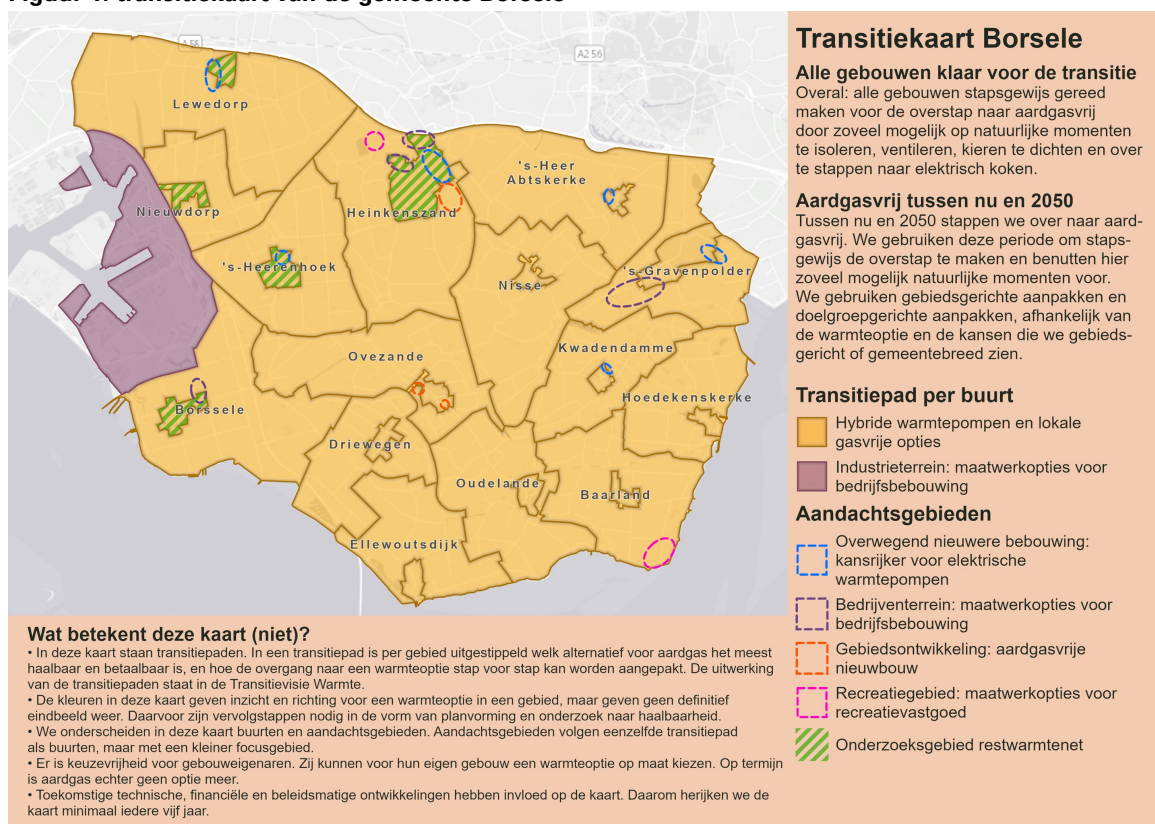 Transitiekaart Borsele
Alle gebouwen klaar voor de transitie
Overal: alle gebouwen stapsgewijs gereed
maken voor de overstap naar aardgasvrij
door zoveel mogelijk op natuurlijke momenten
te isoleren, ventileren, kieren te dichten en over
te stappen naar elektrisch koken.
Aardgasvrij tussen nu en 2050
Tussen nu en 2050 stappen we over naar aard-
gasvrij. We gebruiken deze periode om staps-
gewijs de overstap te maken en benutten hier
zoveel mogelijk natuurlijke momenten voor.
We gebruiken gebiedsgerichte aanpakken en
doelgroepgerichte aanpakken, afhankelijk van
de warmteoptie en de kansen die we gebieds-
gericht of gemeentebreed zien.
Transitiepad per buurt
Hybride warmtepompen en lokale
gasvrije opties
Industrieterrein: maatwerkopties voor
bedrijfsbebouwing
Aandachtsgebieden
Overwegend nieuwere bebouwing:
kansrijker voor elektrische
warmtepompen
Bedrijventerrein: maatwerkopties voor
bedrijfsbebouwing
Gebiedsontwikkeling: aardgasvrije
nieuwbouw
Recreatiegebied: maatwerkopties voor
recreatievastgoed
Onderzoeksgebied restwarmtenet
A256
Lewedorp
's-Heer
Abtskerke
Nieuwdorp
Heinkenszand
's-Heerenhoek
Nisse
's-Gravenpolder
Ovezande
Kwadendamme
Borssele
Hoedekenskerke
Driewegen
Oudelande
Baarland
Ellewoutsdijk
Wat betekent deze kaart (niet)?
• In deze kaart staan transitiepaden. In een transitiepad is per gebied uitgestippeld welk alternatief voor aardgas het meest
haalbaar en betaalbaar is, en hoe de overgang naar een warmteoptie stap voor stap kan worden aangepakt. De uitwerking
van de transitiepaden staat in de Transitievisie Warmte.
• De kleuren in deze kaart geven inzicht en richting voor een warmteoptie in een gebied, maar geven geen definitief
eindbeeld weer. Daarvoor zijn vervolgstappen nodig in de vorm van planvorming en onderzoek naar haalbaarheid.
• We onderscheiden in deze kaart buurten en aandachtsgebieden. Aandachtsgebieden volgen eenzelfde transitiepad
als buurten, maar met een kleiner focusgebied.
• Er is keuzevrijheid voor gebouweigenaren. Zij kunnen voor hun eigen gebouw een warmteoptie op maat kiezen. Op termijn
is aardgas echter geen optie meer.
• Toekomstige technische, financiële en beleidsmatige ontwikkelingen hebben invloed op de kaart. Daarom herijken we de
kaart minimaal iedere vijf jaar.